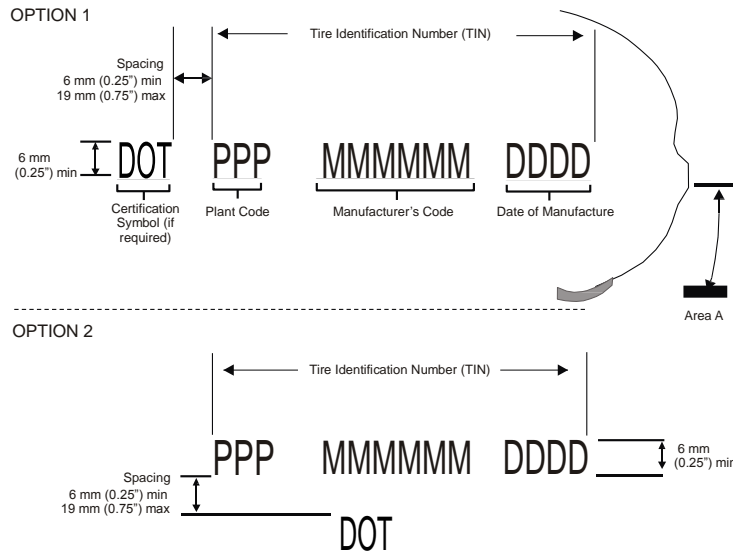 OPTION 1
Tire Identification Number (TIN)
Spacing
6 mm (0.25”) min
19 mm (0.75”) max
6 mm
(0.25”) min
DOT PPP MMMMMM DDDD
Certification
Symbol (if
required)
Plant Code
Manufacturer’s Code
Date of Manufacture
Area A
OPTION 2
Tire Identification Number (TIN)
PPP MMMMMM DDDD
6 mm
(0.25”) min
Spacing
6 mm (0.25”) min
19 mm (0.75”) max
DOT